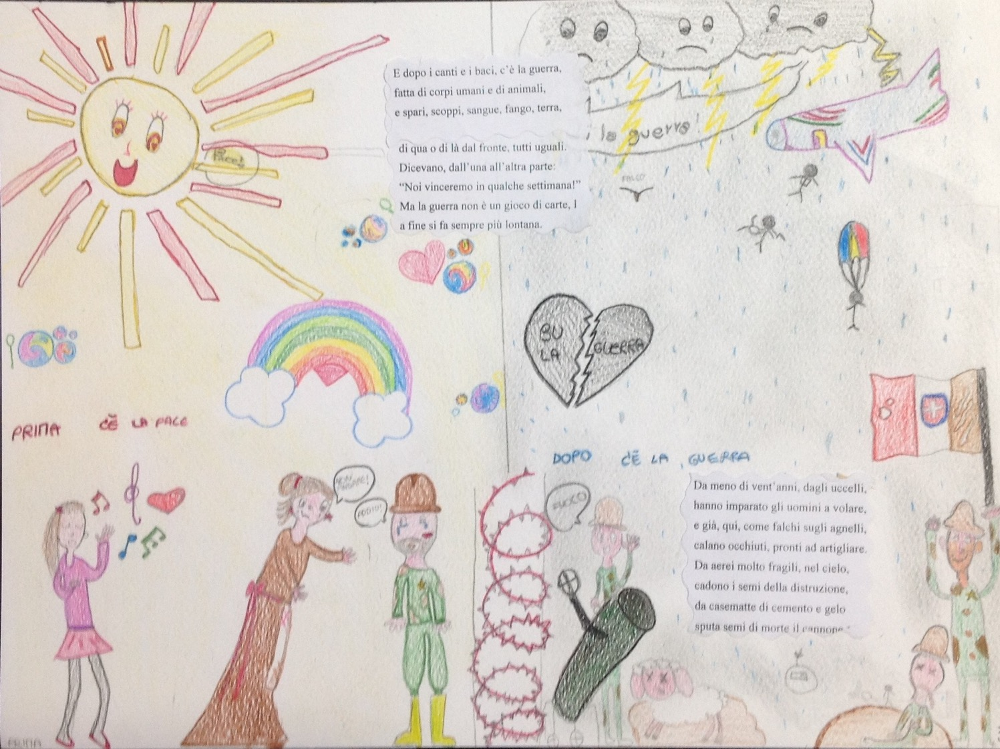 Pace!
E dopo i canti e i baci, c'è la guerra,
fatta di corpi umani e di animali,
e spari, scoppi, sangue, fango, terra,
di qua o di là dal fronte, tutti uguali.
Dicevano, dall'una all'altra parte:
“Noi vinceremo in qualche settimana!”
Ma la guerra non è un gioco di carte, l
a fine si fa sempre più lontana.
la guerra!
FALCO
BU LA GUERRA
PRIMA C'È LA PACE
DOPO C'È LA GUERRA
NON
ADDIO!
FUOCO
Da meno di vent'anni, dagli uccelli,
hanno imparato gli uomini a volare,
e già, qui, come falchi sugli agnelli,
calano occhiuti, pronti ad artigliare.
Da aerei molto fragili, nel cielo,
cadono i semi della distruzione,
da casematte di cemento e gelo
sputa semi di morte il cannone